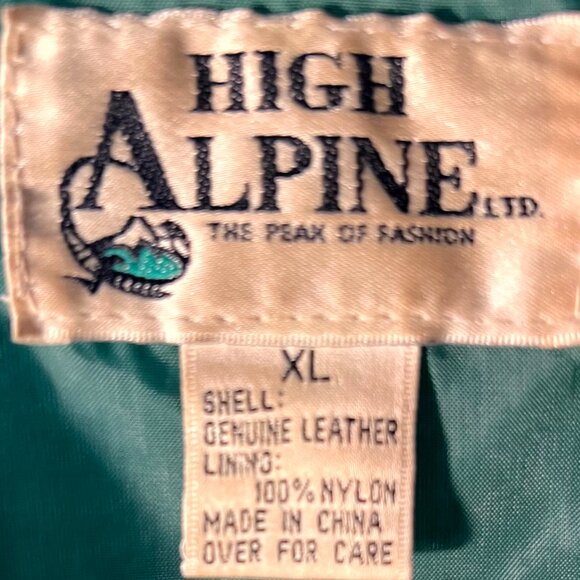 HIGH
ALPINE LTD.
THE PEAK OF FASHION
XL
SHELL:
GENUINE LEATHER
LINING:
100% NYLON
MADE IN CHINA
OVER FOR CARE